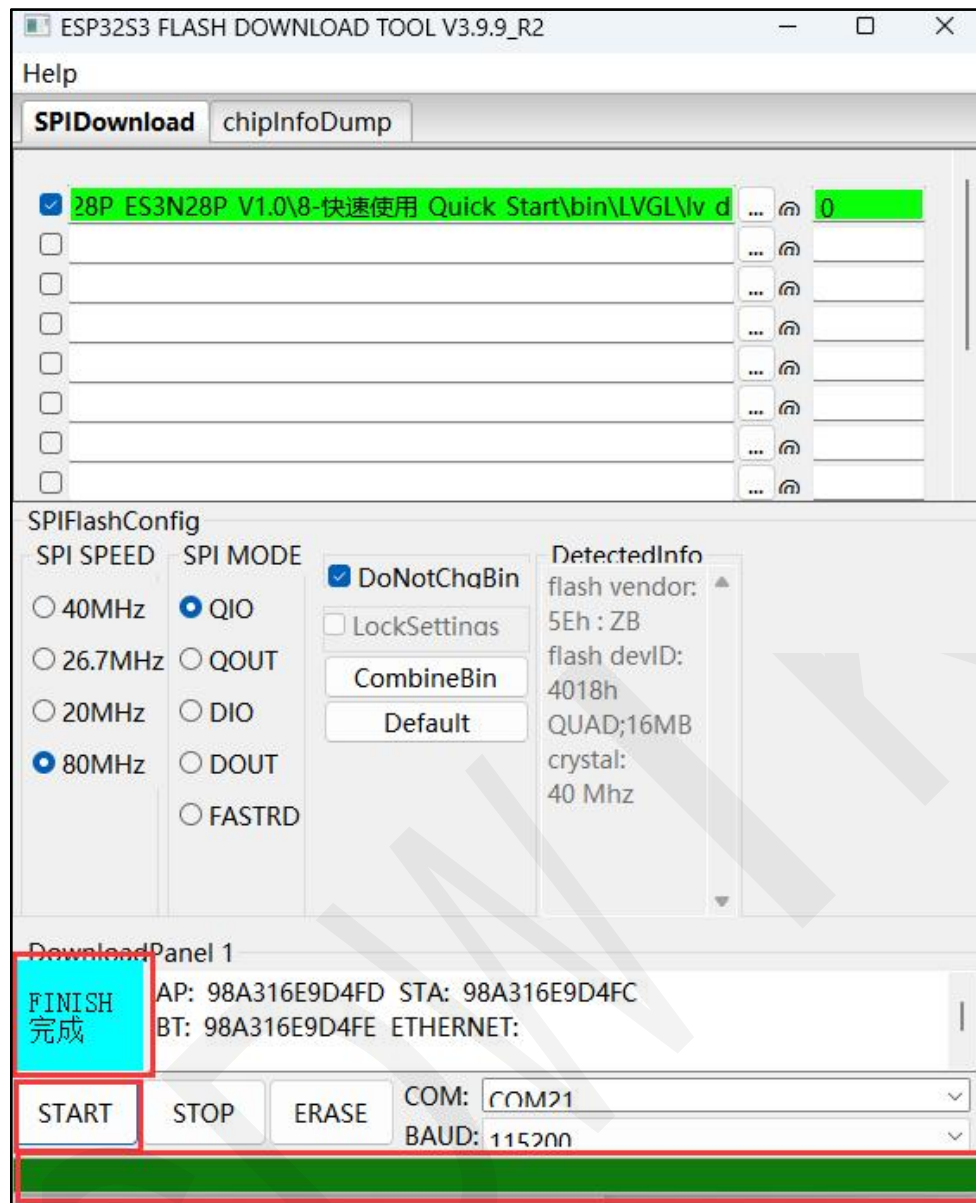 ESP32S3 FLASH DOWNLOAD TOOL V3.9.9_R2
Help
SPIDownload chipInfoDump
28P ES3N28P V1.0\8-快速使用 Quick Start\bin\LVGL\lv d ... @ 0
... @
... @
... @
... @
... @
... @
... @
SPIFlashConfig
SPI SPEED SPI MODE DetectedInfo
DoNotChgBin
flash vendor:
40MHz QIO
LockSettings
5Eh : ZB
26.7MHz QOUT
CombineBin
flash devID:
4018h
20MHz DIO
Default
QUAD;16MB
80MHz DOUT
crystal:
40 Mhz
FASTRD
DownloadPanel 1
FINISH
完成
AP: 98A316E9D4FD STA: 98A316E9D4FC
BT: 98A316E9D4FE ETHERNET:
START STOP ERASE
COM: COM21
BAUD: 115200